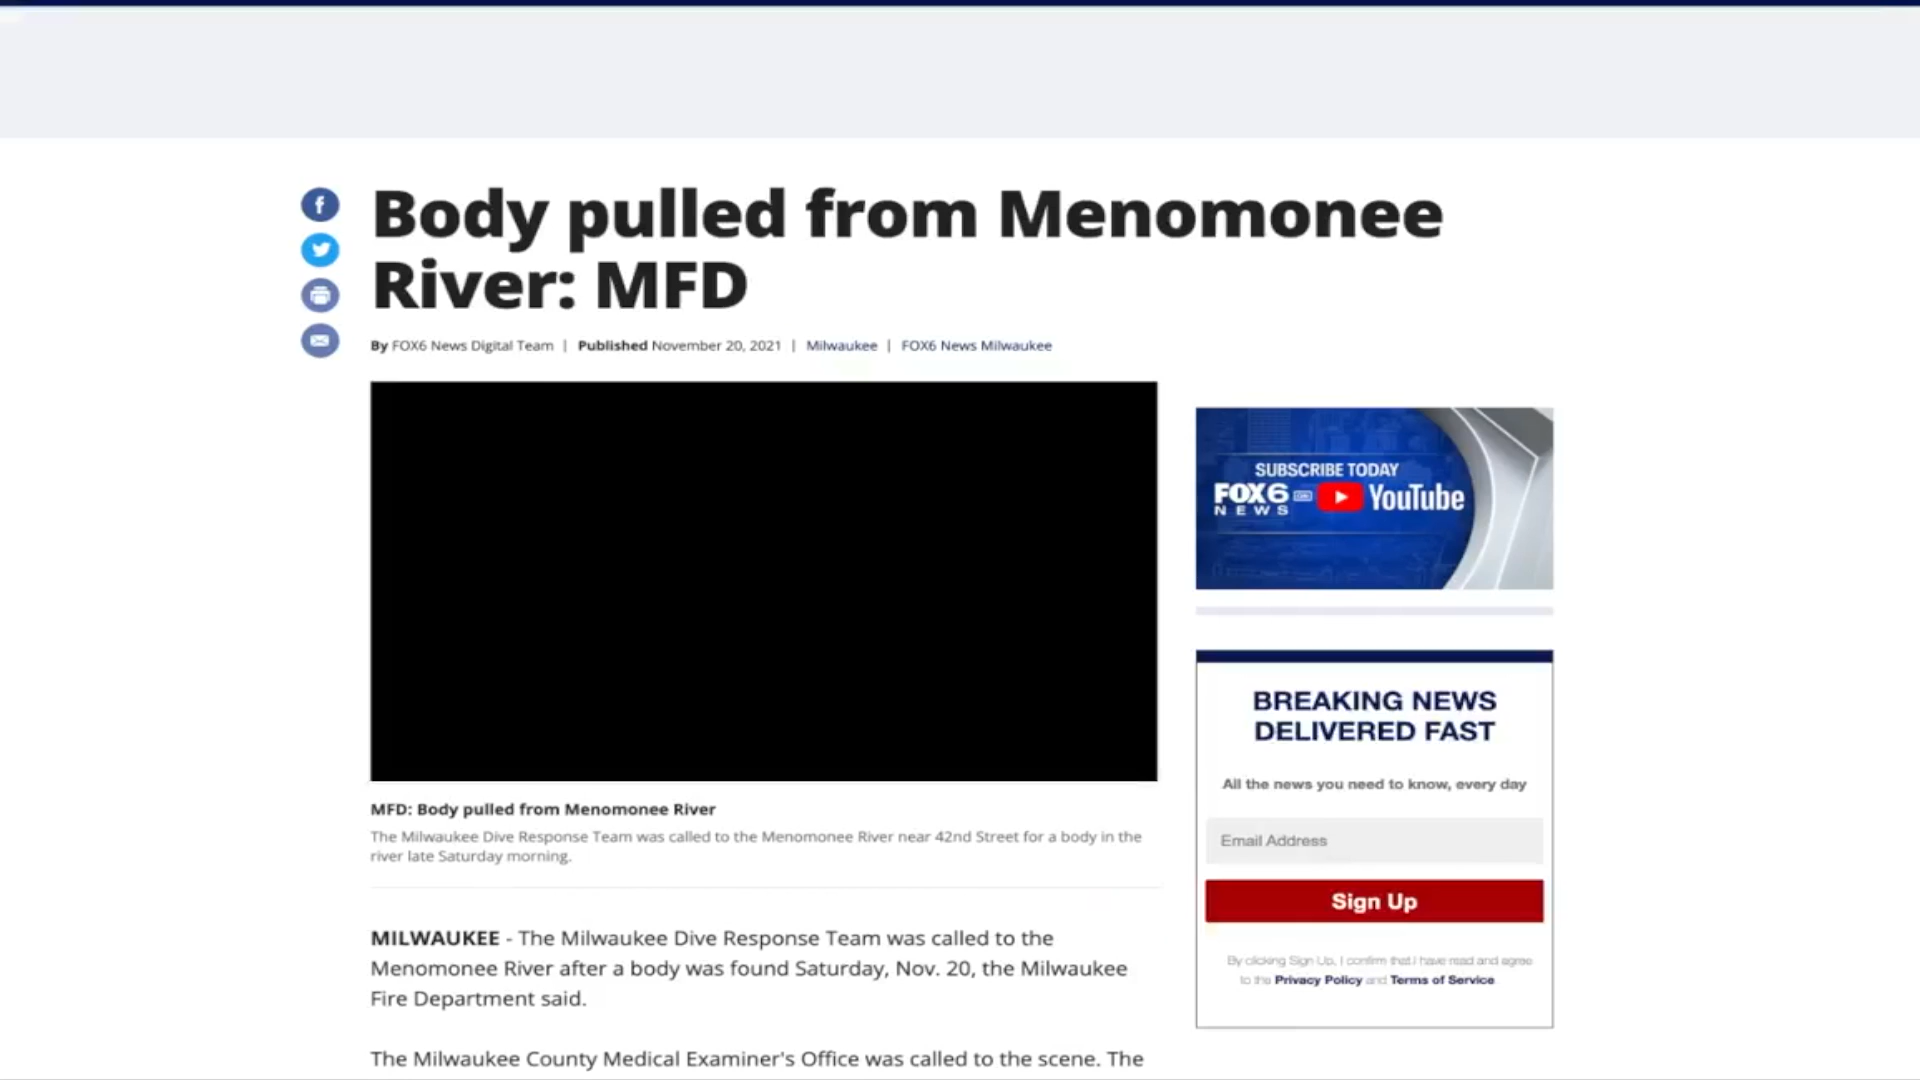 Body pulled from Menomonee
River: MFD
By FOX6 News Digital Team | Published November 20, 2021 | Milwaukee | FOX6 News Milwaukee
SUBSCRIBE TODAY
FOX6 ON YouTube
NEWS
MFD: Body pulled from Menomonee River
The Milwaukee Dive Response Team was called to the Menomonee River near 42nd Street for a body in the
river late Saturday morning.
MILWAUKEE - The Milwaukee Dive Response Team was called to the
Menomonee River after a body was found Saturday, Nov. 20, the Milwaukee
Fire Department said.
The Milwaukee County Medical Examiner's Office was called to the scene. The
BREAKING NEWS
DELIVERED FAST
All the news you need to know, every day
Email Address
Sign Up
By clicking Sign Up, I confirm that I have read and agree
to the Privacy Policy and Terms of Service